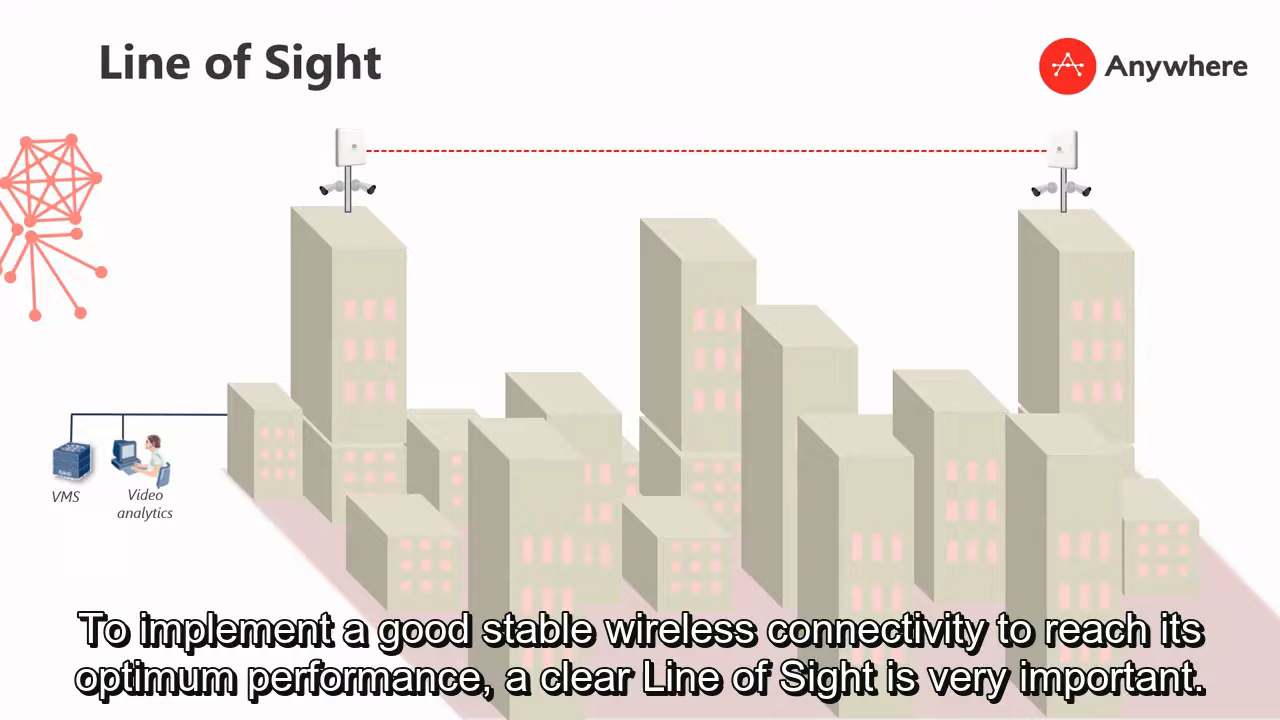 Line of Sight
Anywhere
VMS
Video
analytics
To implement a good stable wireless connectivity to reach its
optimum performance, a clear Line of Sight is very important.